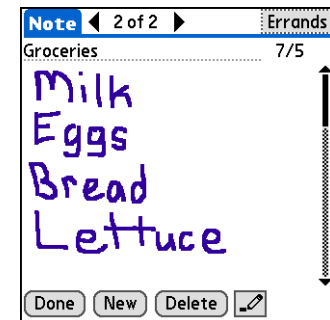 Note 2 of 2 Errands
Groceries 7/5
Milk
Eggs
Bread
Lettuce
Done New Delete